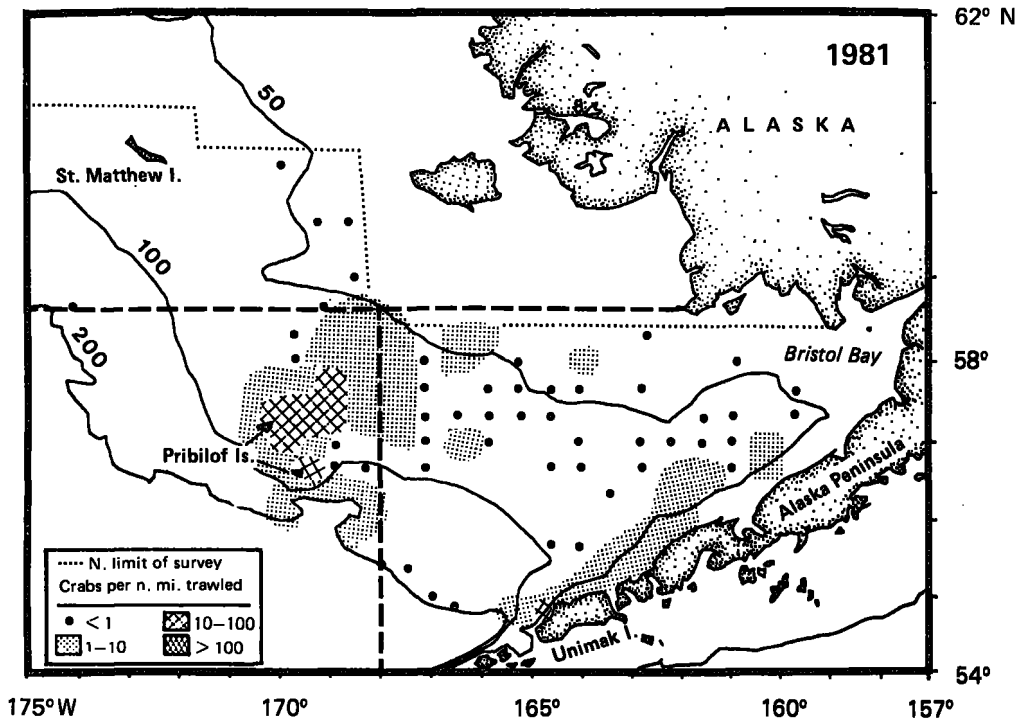 62° N
1981
50
ALASKA
St. Matthew I.
100
200
Bristol Bay
58°
Pribilof Is.
Alaska Peninsula
N. limit of survey
Crabs per n. mi. trawled
<1
10–100
1–10
>100
Unimak I.
54°
175°W
170°
165°
160°
157°